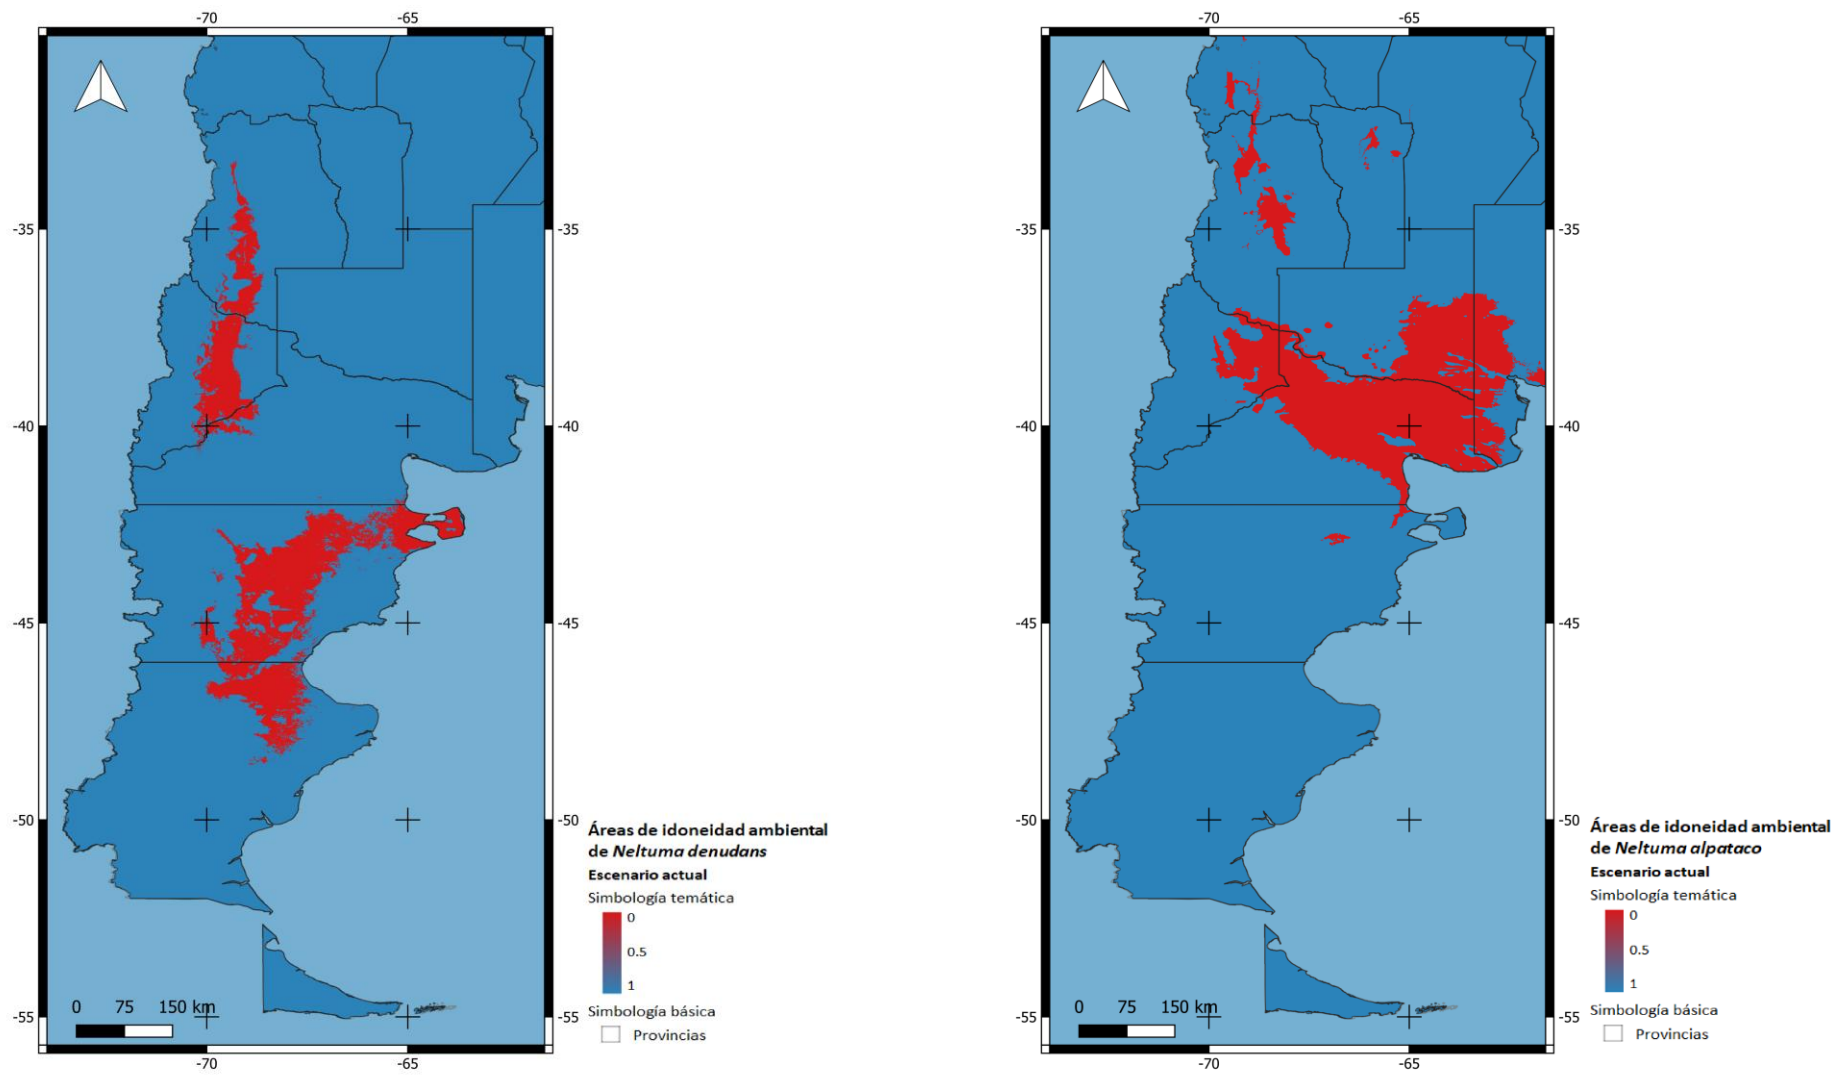 -70 -65
-35 -35
-40 -40
-45 -45
-50 -50
-55 -55
-70 -65
0 75 150 km
Áreas de idoneidad ambiental
de Neltuma denudans
Escenario actual
Simbología temática
0
0.5
1
Simbología básica
Provincias
-70 -65
-35 -35
-40 -40
-45 -45
-50 -50
-55 -55
-70 -65
0 75 150 km
Áreas de idoneidad ambiental
de Neltuma alpataco
Escenario actual
Simbología temática
0
0.5
1
Simbología básica
Provincias